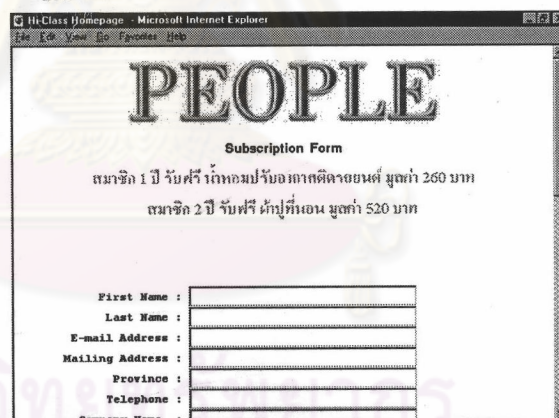 Hi-Class Homepage - Microsoft Internet Explorer
File Edit View Go Favorites Help
PEOPLE
Subscription Form
สมาชิก 1 ปี รับฟรี น้ำหอมปรับอากาศติดรถยนต์ มูลค่า 260 บาท
สมาชิก 2 ปี รับฟรี ผ้าปูที่นอน มูลค่า 520 บาท
First Name :
Last Name :
E-mail Address :
Mailing Address :
Province :
Telephone :